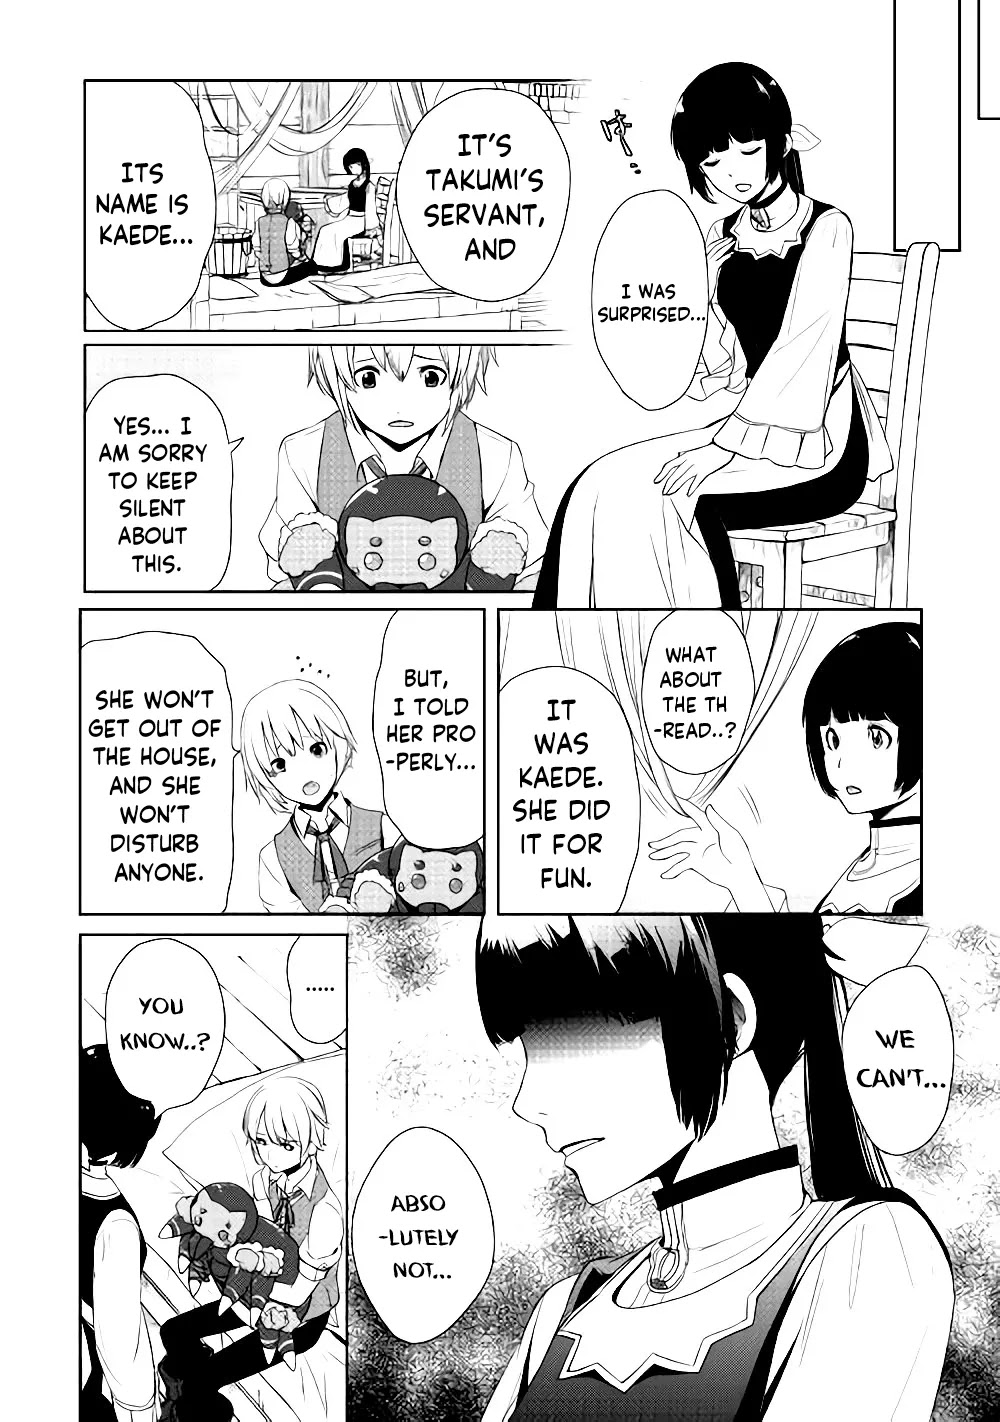 I WAS
SURPRISED...
IT'S
TAKUMI'S
SERVANT,
AND
ITS
NAME IS
KAEDE...
YES... I
AM SORRY
TO KEEP
SILENT
ABOUT
THIS.
WHAT
ABOUT
THE TH
-READ..?
IT
WAS
KAEDE.
SHE DID
IT FOR
FUN.
BUT,
I TOLD
HER PRO
-PERLY...
SHE WON'T
GET OUT OF
THE HOUSE,
AND SHE
WON'T
DISTURB
ANYONE.
WE
CAN'T...
ABSO
-LUTELY
NOT...
......
YOU
KNOW..?